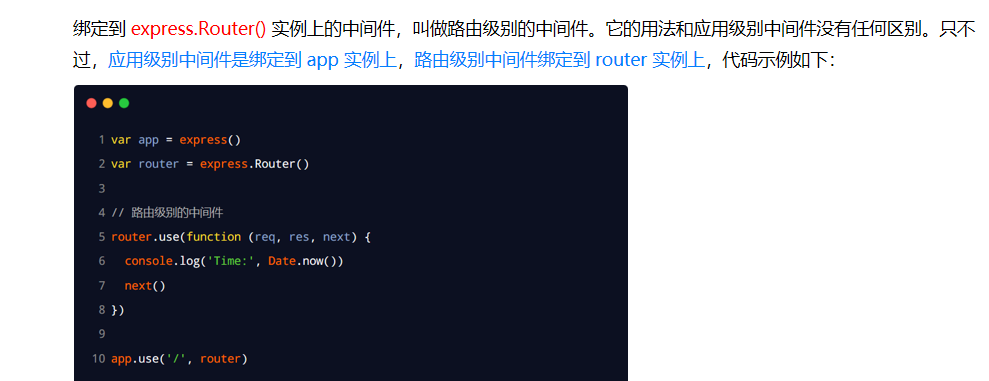 绑定到 express.Router() 实例上的中间件，叫做路由级别的中间件。它的用法和应用级别中间件没有任何区别。只不
过，应用级别中间件是绑定到 app 实例上，路由级别中间件绑定到 router 实例上，代码示例如下：
1 var app = express()
2 var router = express.Router()
3
4 // 路由级别的中间件
5 router.use(function (req, res, next) {
6   console.log('Time:', Date.now())
7   next()
8 })
9
10 app.use('/', router)